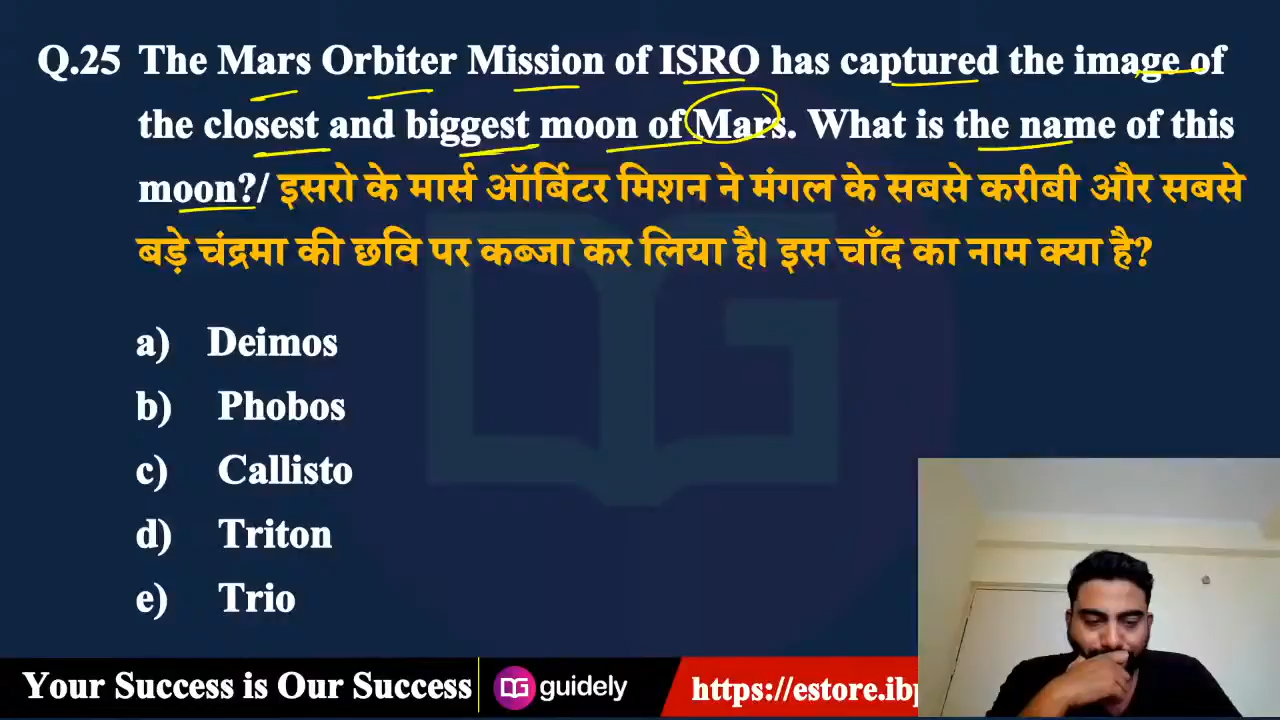 Q.25 The Mars Orbiter Mission of ISRO has captured the image of
the closest and biggest moon of Mars. What is the name of this
moon?/ इसरो के मार्स ऑर्बिटर मिशन ने मंगल के सबसे करीबी और सबसे
बड़े चंद्रमा की छवि पर कब्जा कर लिया है। इस चाँद का नाम क्या है?
a) Deimos
b) Phobos
c) Callisto
d) Triton
e) Trio
Your Success is Our Success
guidely
https://estore.ibp